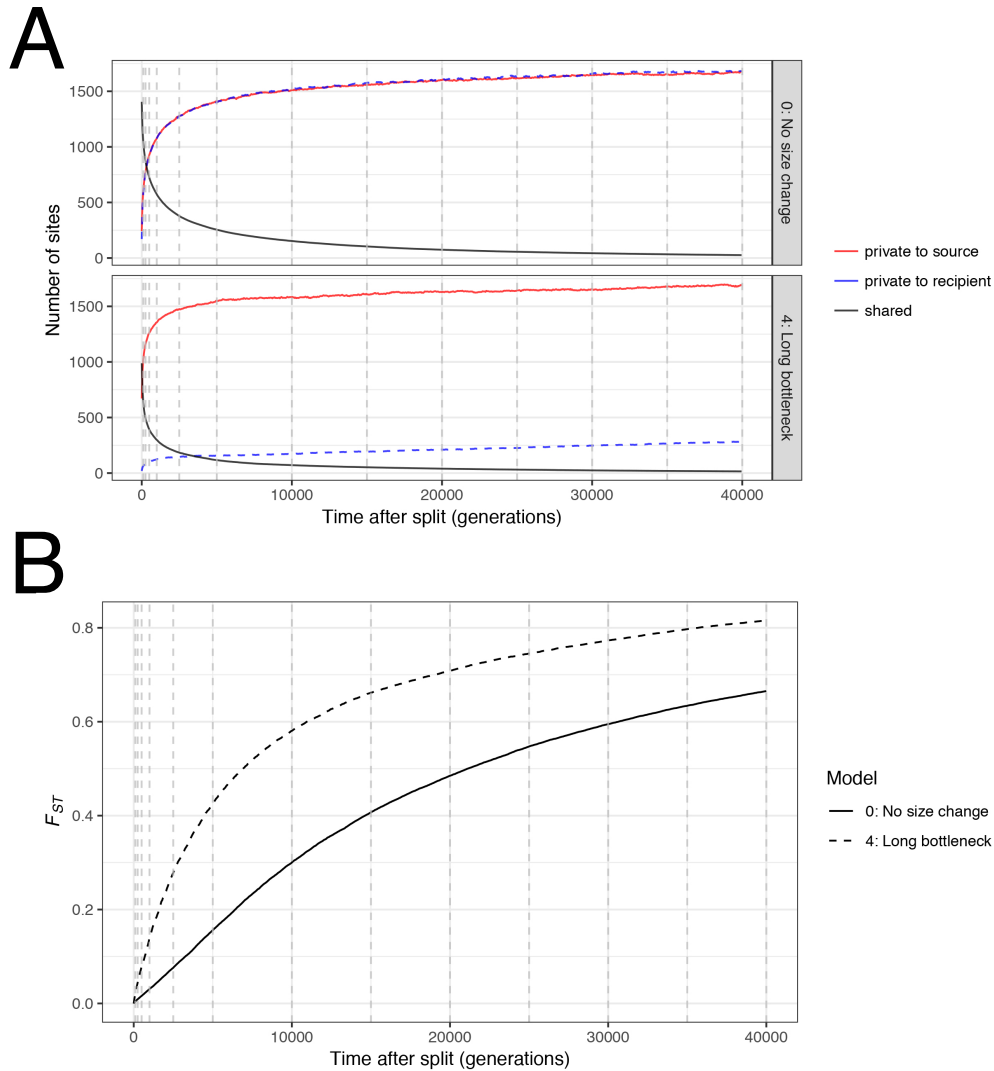 A
Number of sites
1500
1000
500
0
0: No size change
1500
1000
500
0
4: Long bottleneck
0 10000 20000 30000 40000
Time after split (generations)
private to source
private to recipient
shared
B
F_ST
0.8
0.6
0.4
0.2
0.0
0 10000 20000 30000 40000
Time after split (generations)
Model
0: No size change
4: Long bottleneck